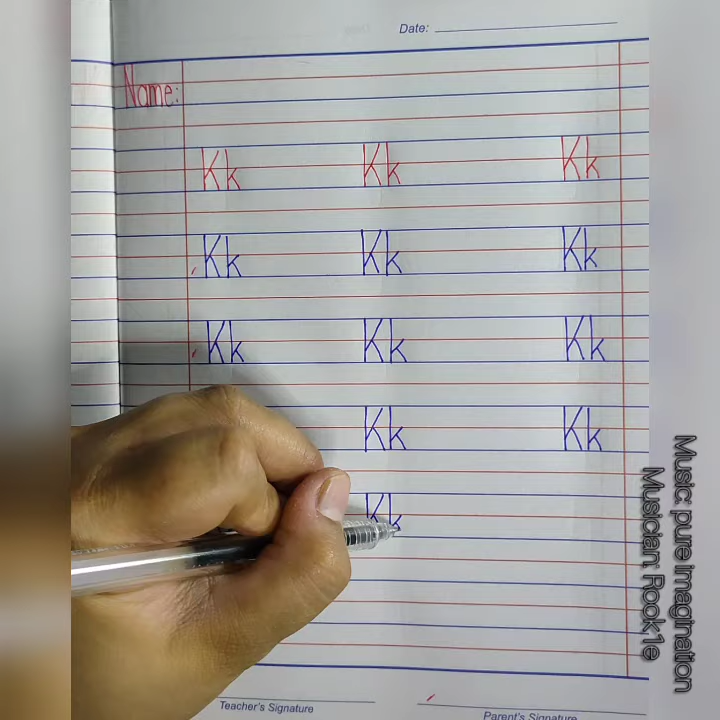 Date:
Name:
Kk Kk Kk
Kk Kk Kk
Kk Kk Kk
Kk Kk
Kk
Teacher's Signature
Parent's Signature
Music: pure imagination
Musician: Rook1e